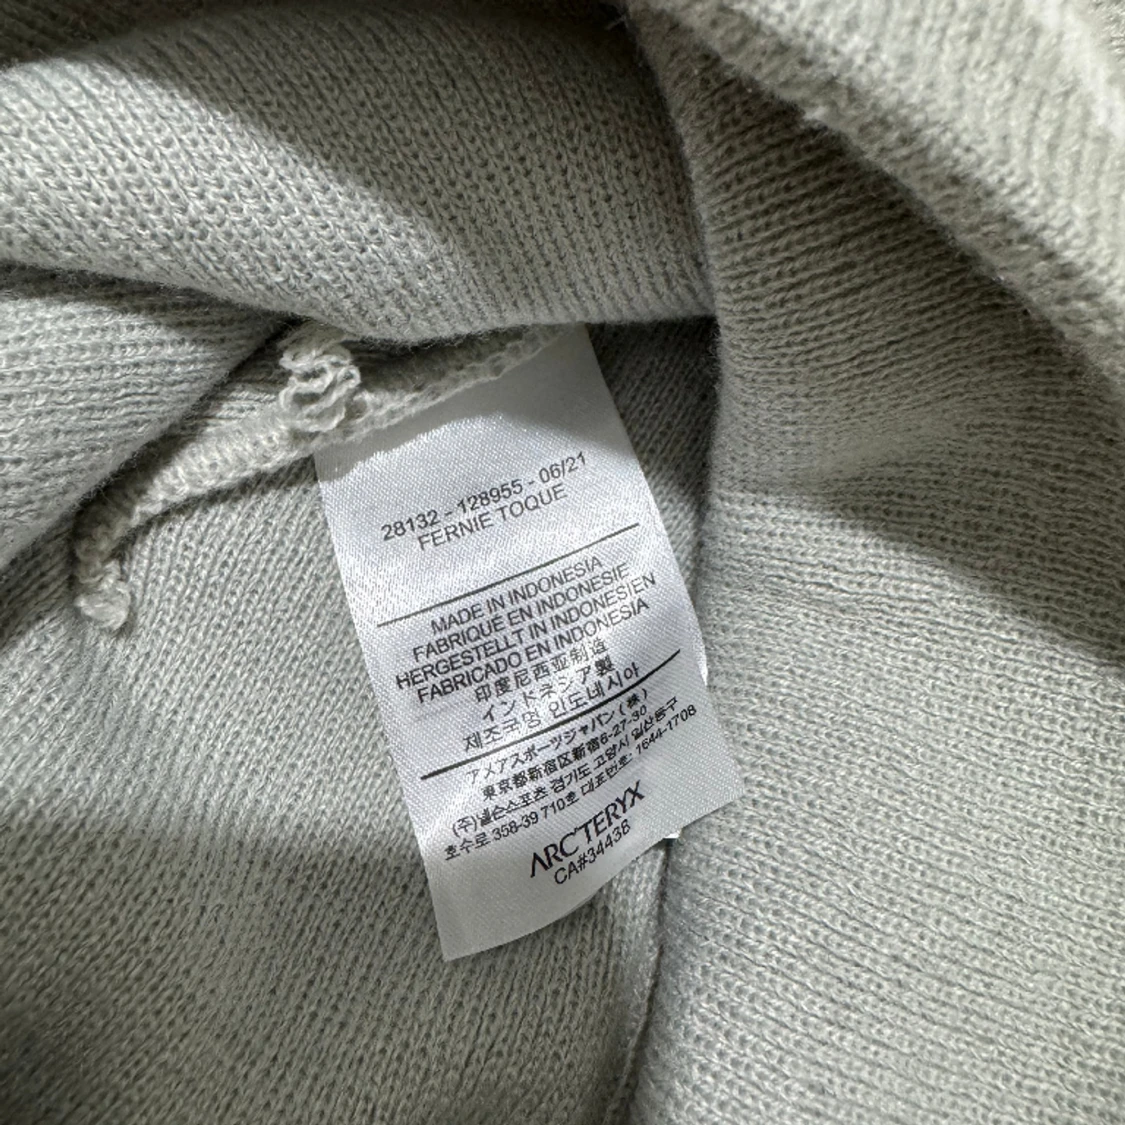 28132 - 128955 - 06/21
FERNIE TOQUE
MADE IN INDONESIA
FABRIQUÉ EN INDONESIE
HERGESTELLT IN INDONESIEN
FABRICADO EN INDONESIA
印度尼西亚制造
インドネシア製
제조국명 인도네시아
アメアスポーツジャパン(株)
東京都新宿区新宿6-27-30
(주)넬슨스포츠 경기도 고양시 일산동구
호수로 358-39 710호 대표번호: 1644-1708
ARC'TERYX
CA#34438